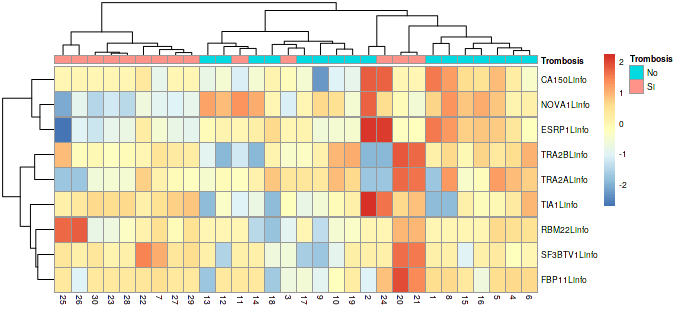 Trombosis
CA150Linfo
NOVA1Linfo
ESRP1Linfo
TRA2BLinfo
TRA2ALinfo
TIA1Linfo
RBM22Linfo
SF3BTV1Linfo
FBP11Linfo
25 26 30 23 28 22 7 27 29 13 12 11 14 18 3 17 9 10 19 2 24 20 21 1 8 15 16 5 4 6
2
1
0
-1
-2
Trombosis
No
Si